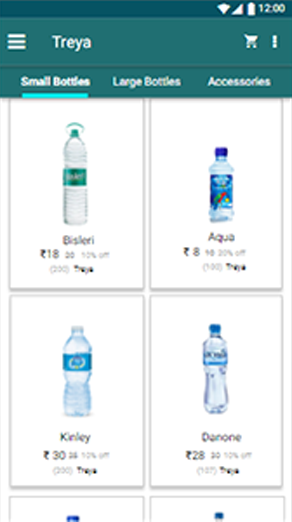 12:00
Treya
Small Bottles Large Bottles Accessories
Bisleri
₹18 20 10% off
(200) Treya
Aqua
₹ 8 10 20% off
(100) Treya
Kinley
₹ 30 35 10% off
(200) Treya
Danone
₹28 30 10% off
(107) Treya